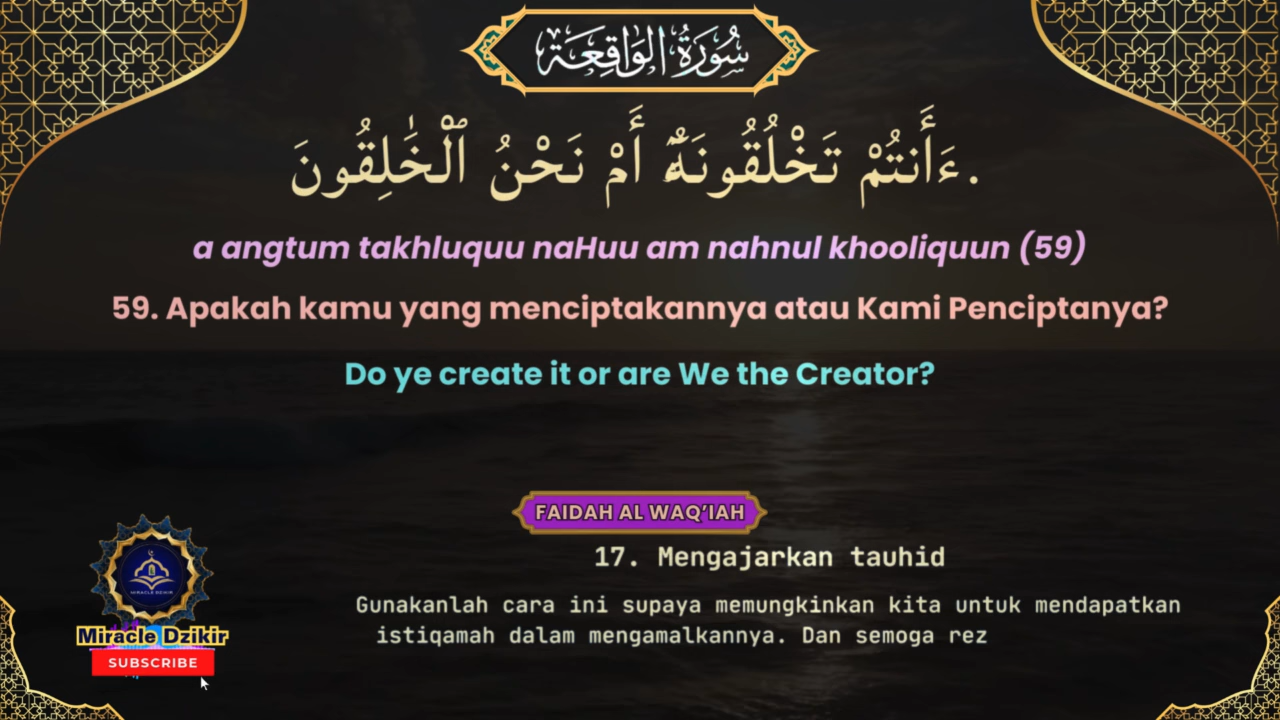 سُورَةُ الوَاقِعَة
ءَأَنتُمْ تَخْلُقُونَهُۥٓ أَمْ نَحْنُ ٱلْخَٰلِقُونَ.
a angtum takhluquu naHuu am nahnul khooliquun (59)
59. Apakah kamu yang menciptakannya atau Kami Penciptanya?
Do ye create it or are We the Creator?
FAIDAH AL WAQ'IAH
17. Mengajarkan tauhid
Gunakanlah cara ini supaya memungkinkan kita untuk mendapatkan
istiqamah dalam mengamalkannya. Dan semoga rez
MIRACLE DZIKIR
Miracle Dzikir
SUBSCRIBE